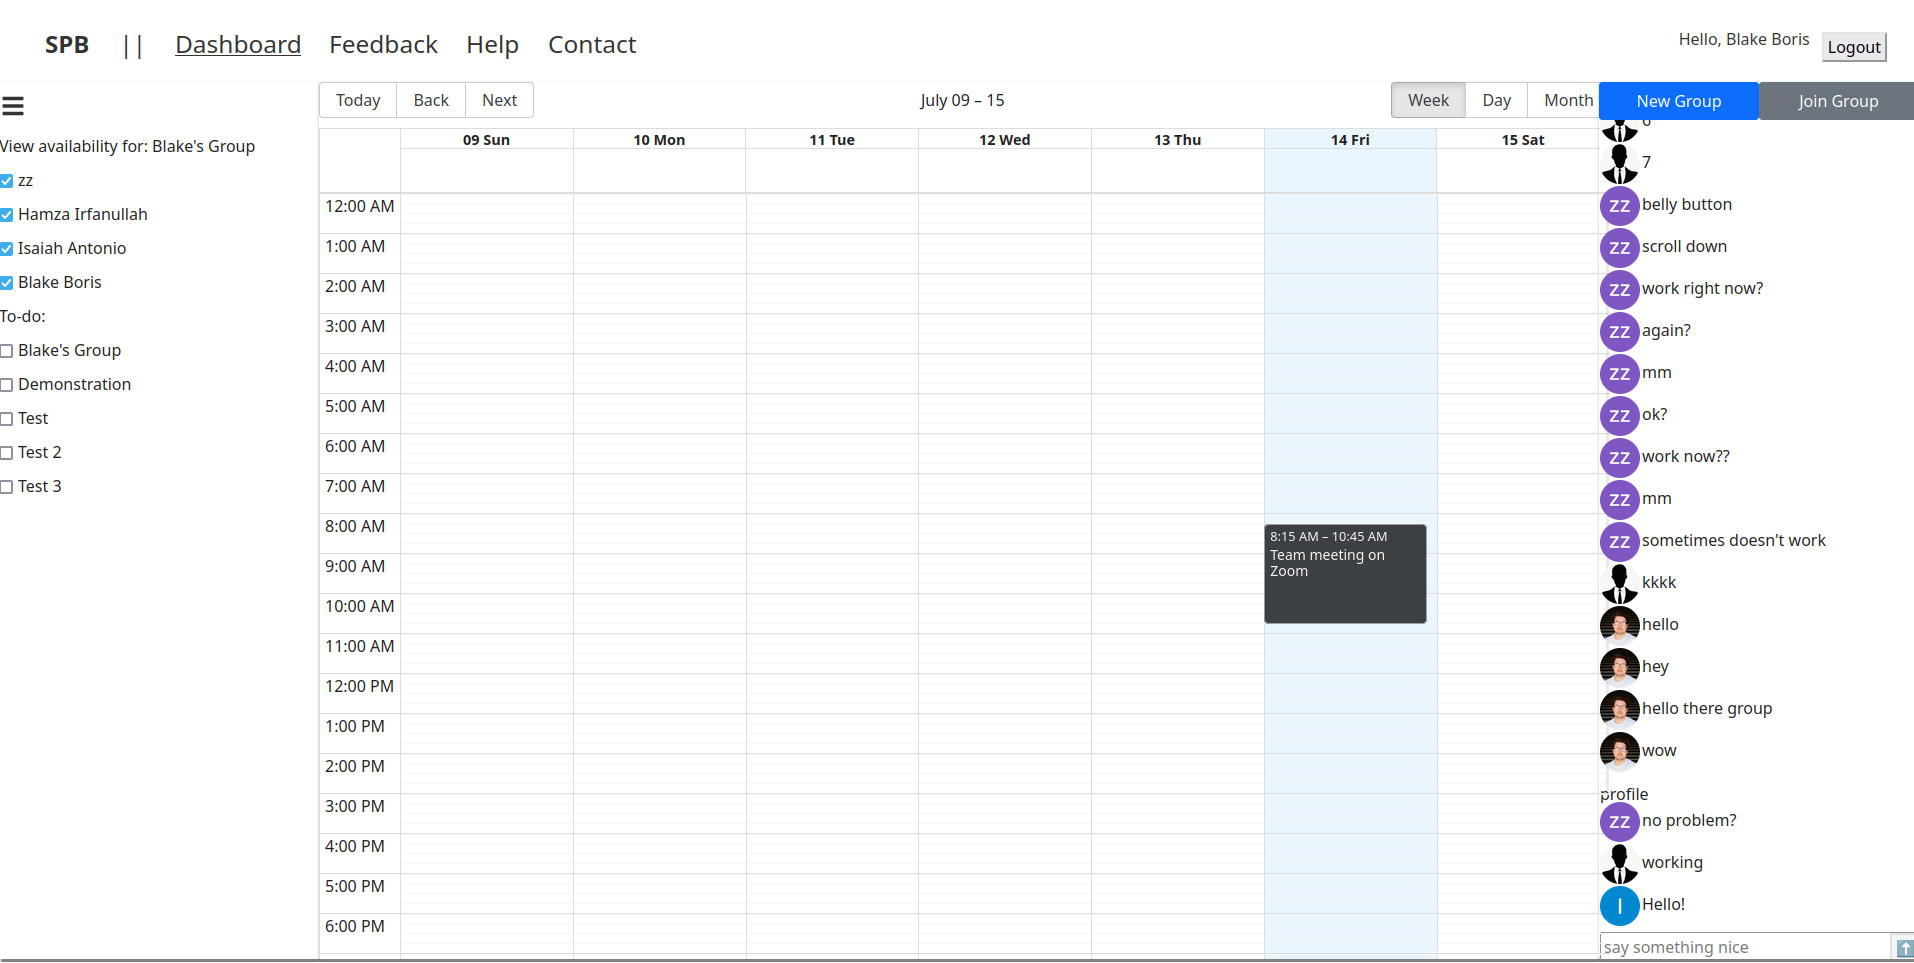 SPB || Dashboard Feedback Help Contact
Hello, Blake Boris Logout
View availability for: Blake's Group
zz
Hamza Irfanullah
Isaiah Antonio
Blake Boris
To-do:
Blake's Group
Demonstration
Test
Test 2
Test 3
Today Back Next
July 09 – 15
Week Day Month
09 Sun 10 Mon 11 Tue 12 Wed 13 Thu 14 Fri 15 Sat
12:00 AM
1:00 AM
2:00 AM
3:00 AM
4:00 AM
5:00 AM
6:00 AM
7:00 AM
8:00 AM
9:00 AM
10:00 AM
11:00 AM
12:00 PM
1:00 PM
2:00 PM
3:00 PM
4:00 PM
5:00 PM
6:00 PM
8:15 AM – 10:45 AM
Team meeting on
Zoom
New Group Join Group
6
7
ZZ belly button
ZZ scroll down
ZZ work right now?
ZZ again?
ZZ mm
ZZ ok?
ZZ work now??
ZZ mm
ZZ sometimes doesn't work
kkkk
hello
hey
hello there group
wow
profile
ZZ no problem?
working
I Hello!
say something nice